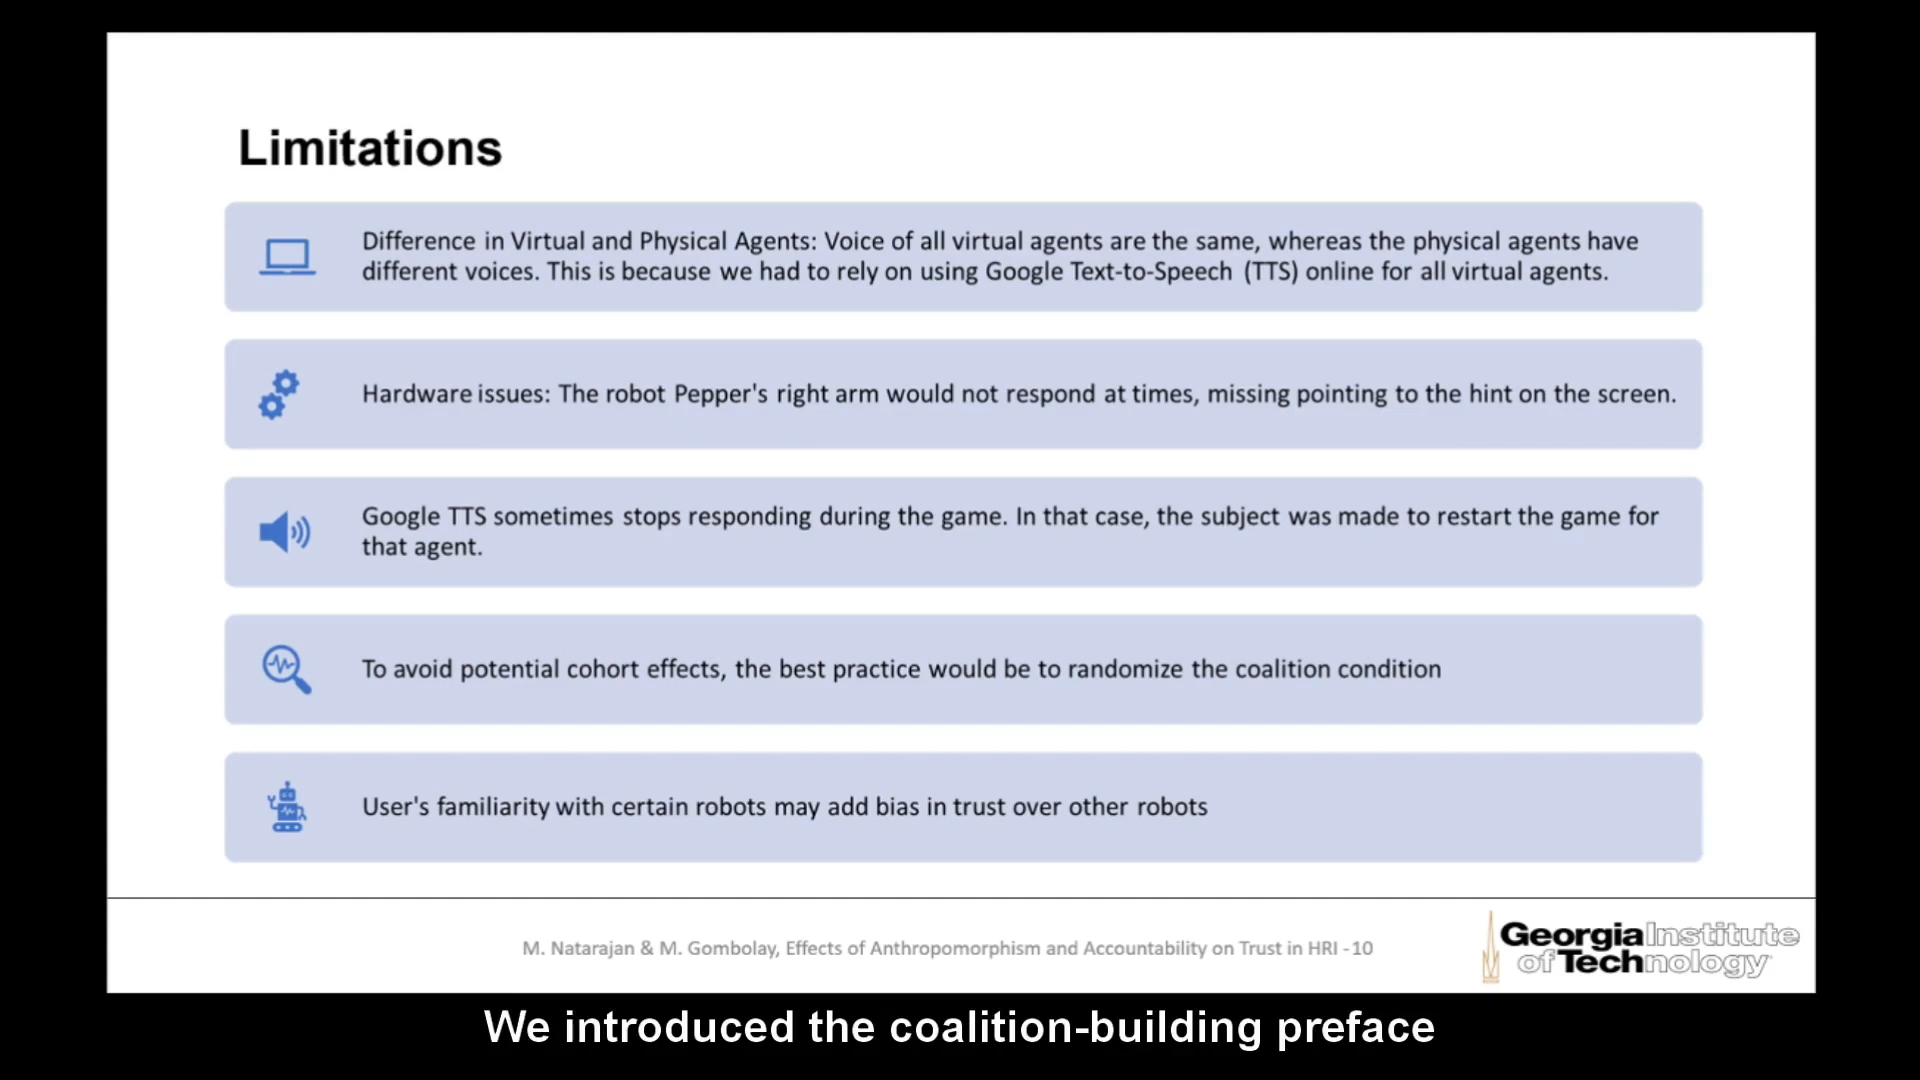 Limitations
Difference in Virtual and Physical Agents: Voice of all virtual agents are the same, whereas the physical agents have
different voices. This is because we had to rely on using Google Text-to-Speech (TTS) online for all virtual agents.
Hardware issues: The robot Pepper's right arm would not respond at times, missing pointing to the hint on the screen.
Google TTS sometimes stops responding during the game. In that case, the subject was made to restart the game for
that agent.
To avoid potential cohort effects, the best practice would be to randomize the coalition condition
User's familiarity with certain robots may add bias in trust over other robots
M. Natarajan & M. Gombolay, Effects of Anthropomorphism and Accountability on Trust in HRI -10
Georgia Institute
of Technology
We introduced the coalition-building preface